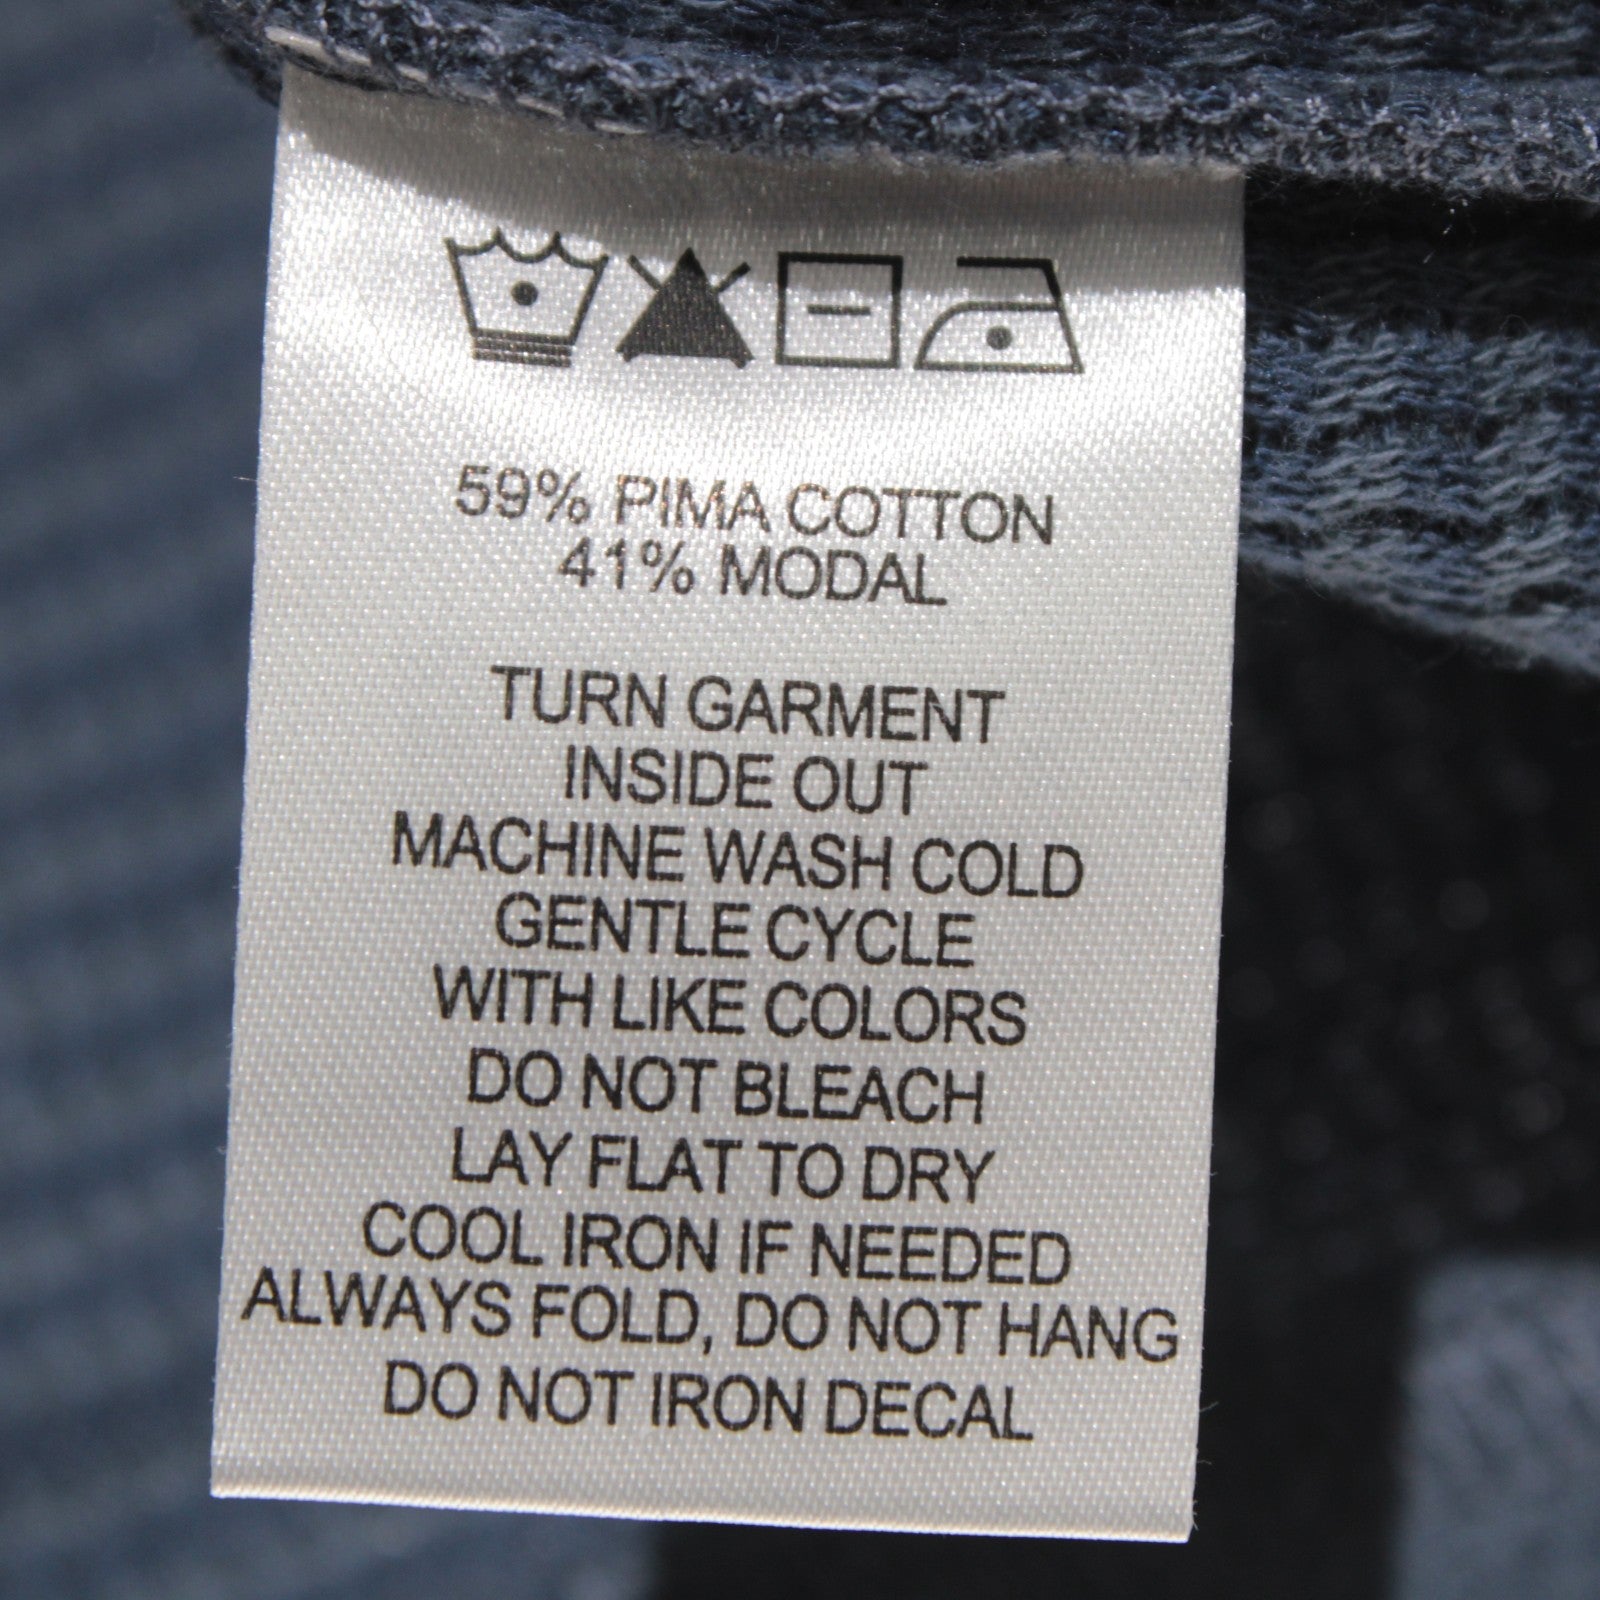 59% PIMA COTTON
41% MODAL
TURN GARMENT
INSIDE OUT
MACHINE WASH COLD
GENTLE CYCLE
WITH LIKE COLORS
DO NOT BLEACH
LAY FLAT TO DRY
COOL IRON IF NEEDED
ALWAYS FOLD, DO NOT HANG
DO NOT IRON DECAL